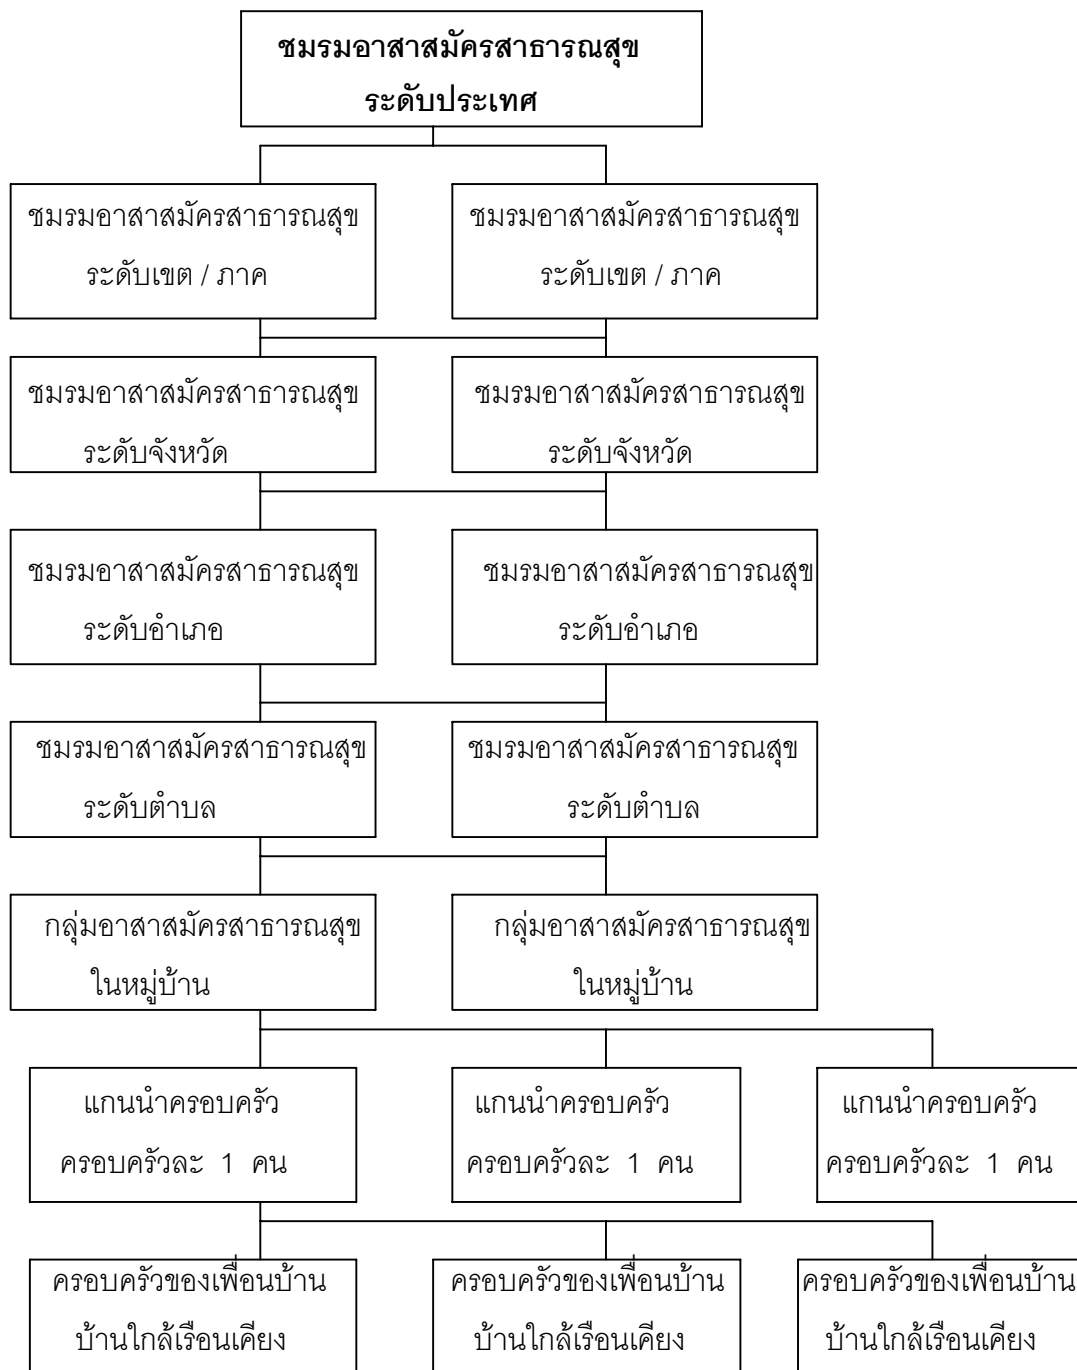 ชมรมอาสาสมัครสาธารณสุข
ระดับประเทศ
ชมรมอาสาสมัครสาธารณสุข
ระดับเขต / ภาค
ชมรมอาสาสมัครสาธารณสุข
ระดับเขต / ภาค
ชมรมอาสาสมัครสาธารณสุข
ระดับจังหวัด
ชมรมอาสาสมัครสาธารณสุข
ระดับจังหวัด
ชมรมอาสาสมัครสาธารณสุข
ระดับอำเภอ
ชมรมอาสาสมัครสาธารณสุข
ระดับอำเภอ
ชมรมอาสาสมัครสาธารณสุข
ระดับตำบล
ชมรมอาสาสมัครสาธารณสุข
ระดับตำบล
กลุ่มอาสาสมัครสาธารณสุข
ในหมู่บ้าน
กลุ่มอาสาสมัครสาธารณสุข
ในหมู่บ้าน
แกนนำครอบครัว
ครอบครัวละ 1 คน
แกนนำครอบครัว
ครอบครัวละ 1 คน
แกนนำครอบครัว
ครอบครัวละ 1 คน
ครอบครัวของเพื่อนบ้าน
บ้านใกล้เรือนเคียง
ครอบครัวของเพื่อนบ้าน
บ้านใกล้เรือนเคียง
ครอบครัวของเพื่อนบ้าน
บ้านใกล้เรือนเคียง